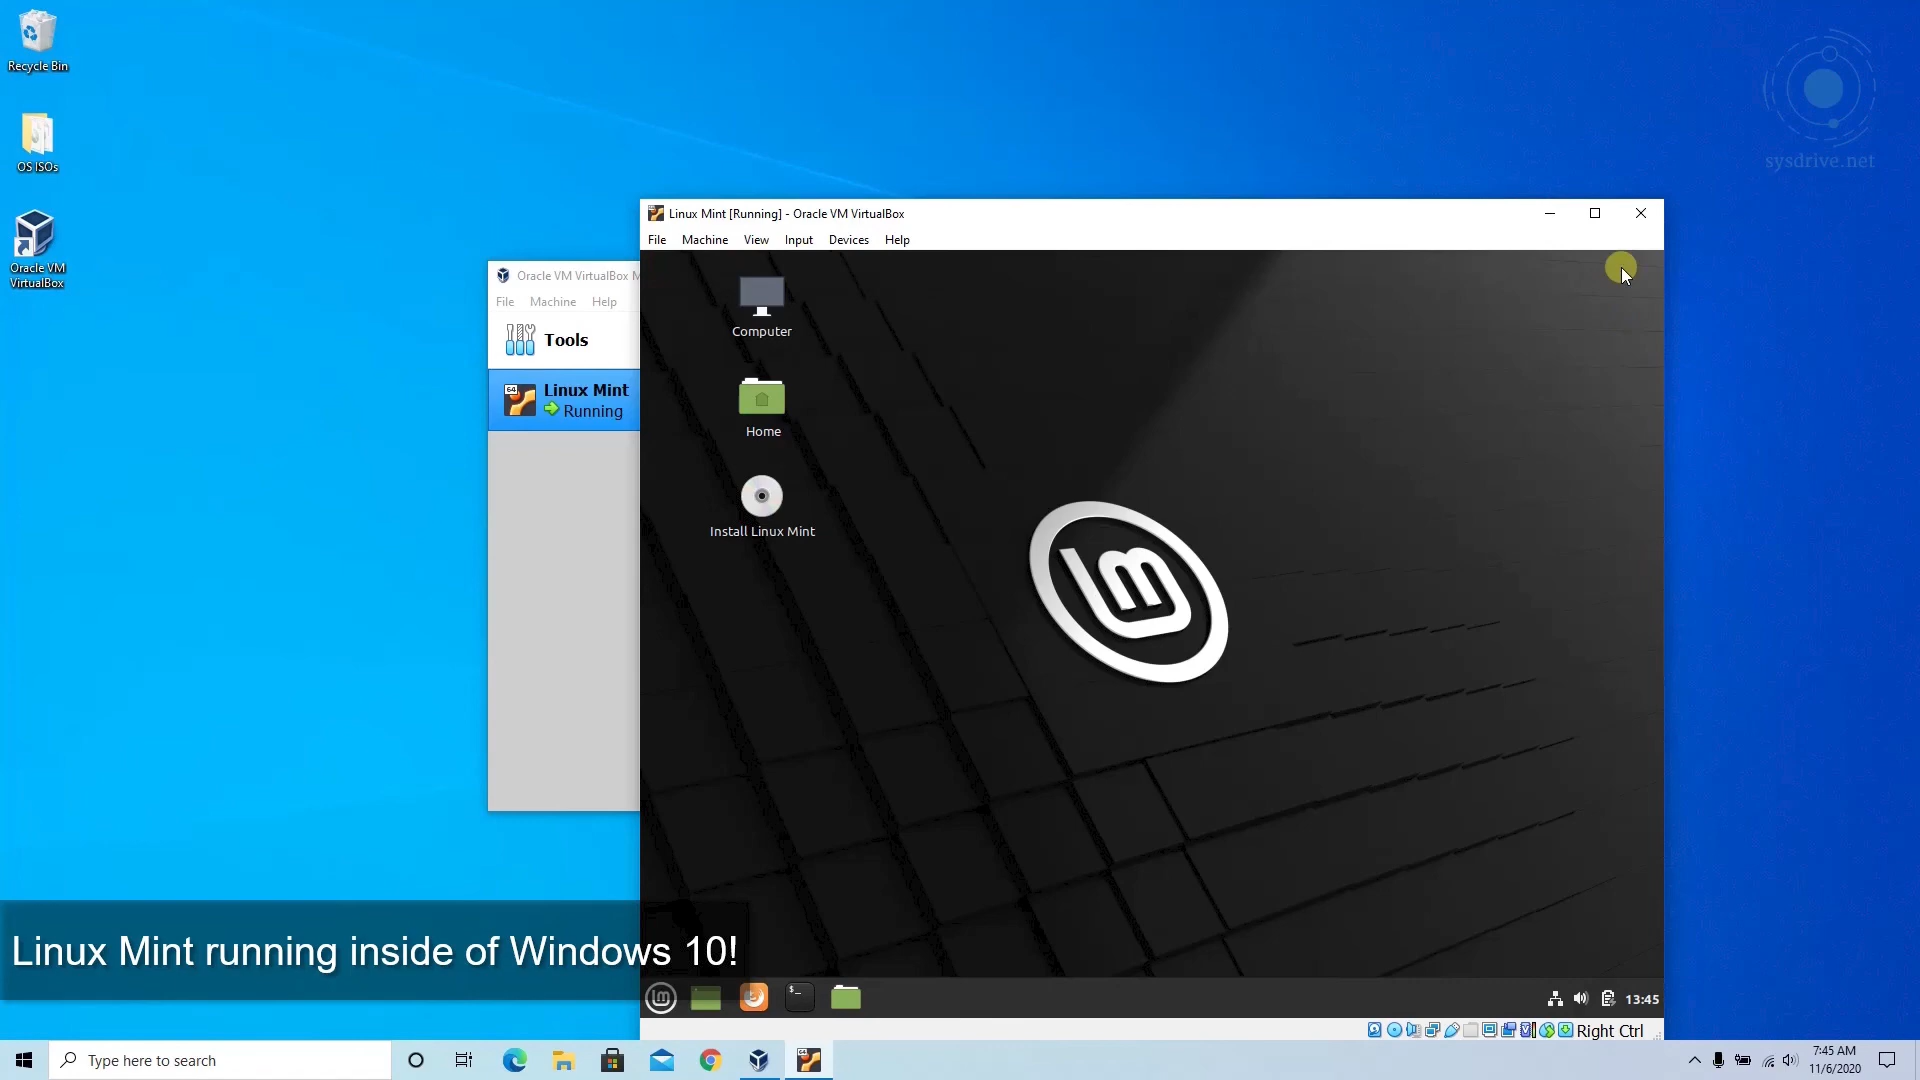 Recycle Bin
OS ISOs
Oracle VM
VirtualBox
sysdrive.net
Linux Mint [Running] - Oracle VM VirtualBox
File Machine View Input Devices Help
Oracle VM VirtualBox M
File Machine Help
Tools
64
Linux Mint
Running
Computer
Home
Install Linux Mint
Linux Mint running inside of Windows 10!
$_
13:45
Right Ctrl
Type here to search
64
7:45 AM
11/6/2020